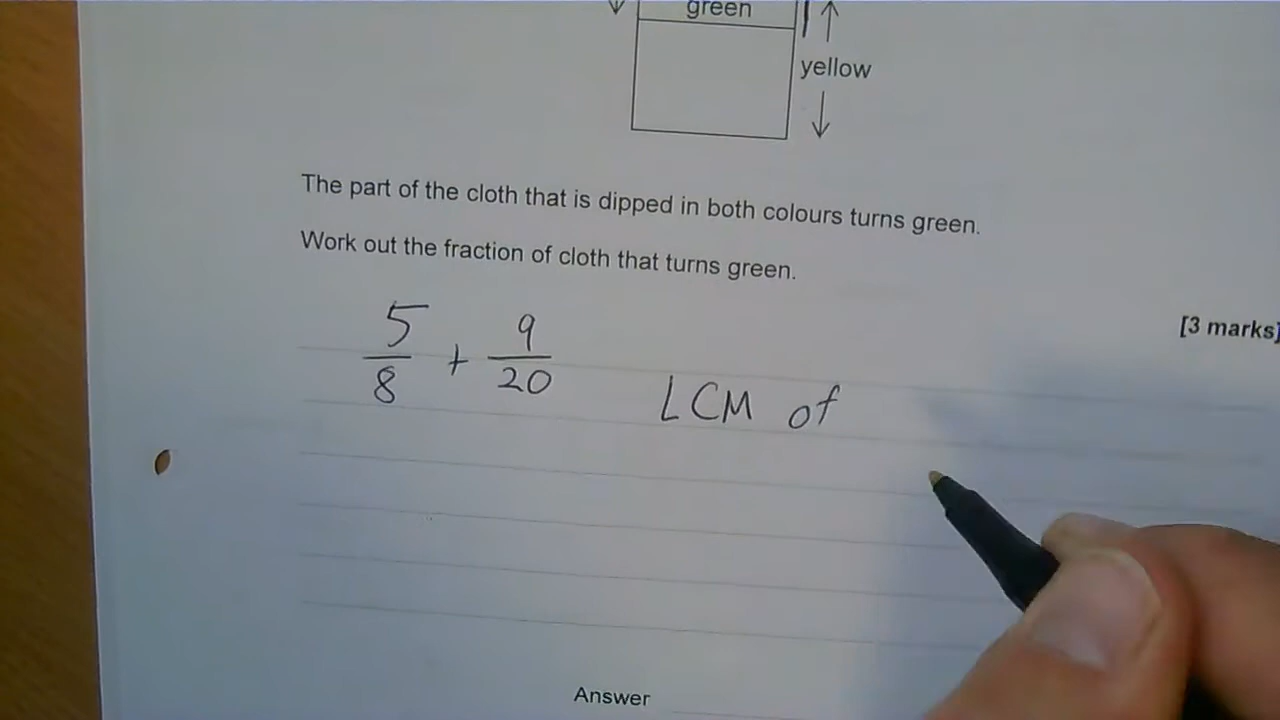 green
yellow
The part of the cloth that is dipped in both colours turns green.
Work out the fraction of cloth that turns green.
[3 marks]
5/8 + 9/20
LCM of
Answer